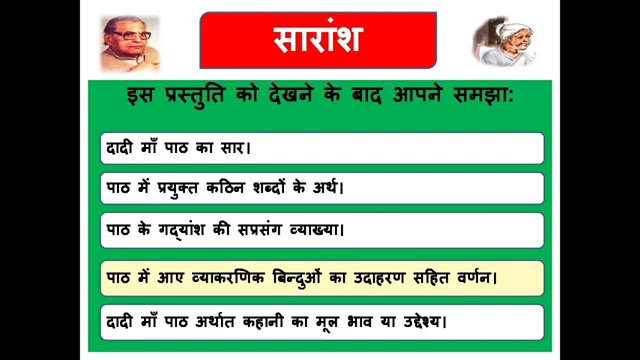 सारांश
इस प्रस्तुति को देखने के बाद आपने समझा:
दादी माँ पाठ का सार।
पाठ में प्रयुक्त कठिन शब्दों के अर्थ।
पाठ के गद्यांश की सप्रसंग व्याख्या।
पाठ में आए व्याकरणिक बिन्दुओं का उदाहरण सहित वर्णन।
दादी माँ पाठ अर्थात कहानी का मूल भाव या उद्देश्य।